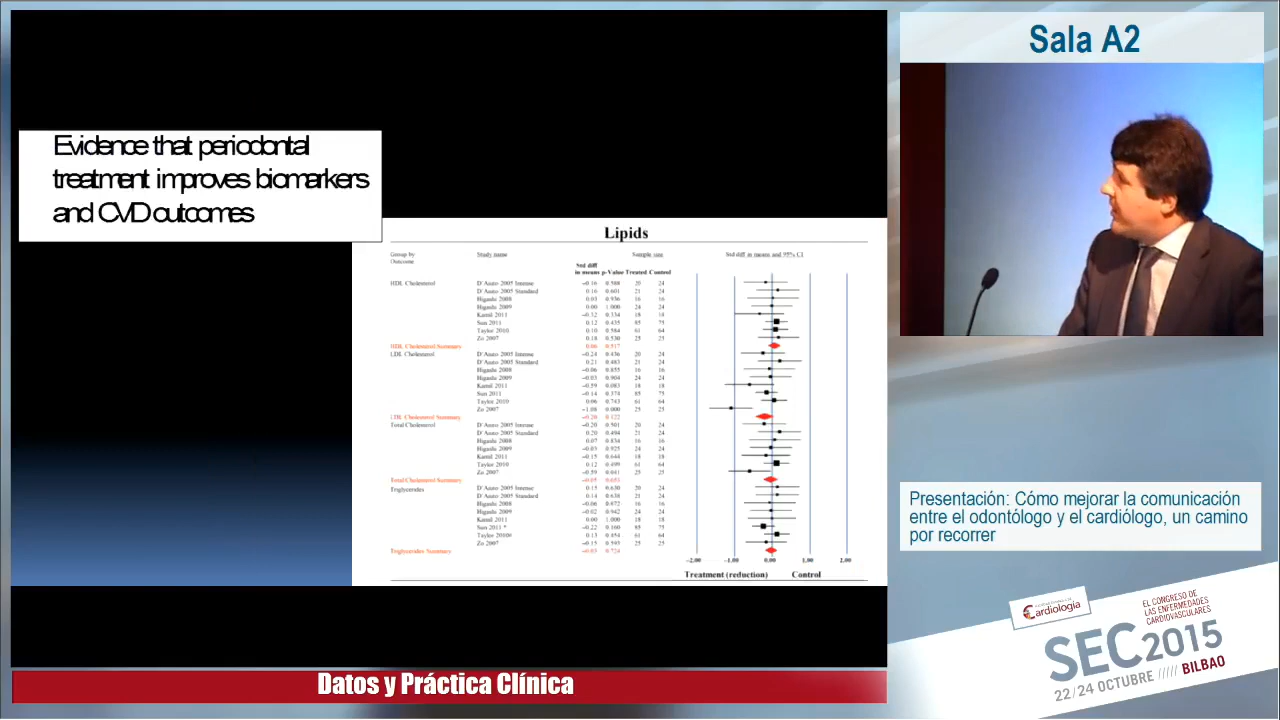 Sala A2
Evidence that periodontal
treatment improves biomarkers
and CVD outcomes
Lipids
Group by
Outcome
Study name
Sample size
Std diff in means and 95% CI
Std diff
in means p-Value Treated Control
HDL Cholesterol D'Aiuto 2005 Intense -0.16 0.588 20 24
D'Aiuto 2005 Standard 0.16 0.601 21 24
Higashi 2008 0.03 0.936 16 16
Higashi 2009 0.00 1.000 24 24
Kamil 2011 -0.32 0.334 18 18
Sun 2011 0.12 0.435 85 75
Taylor 2010 0.10 0.584 61 64
Zo 2007 0.18 0.530 25 25
HDL Cholesterol Summary 0.06 0.517
LDL Cholesterol D'Aiuto 2005 Intense -0.24 0.436 20 24
D'Aiuto 2005 Standard 0.21 0.483 21 24
Higashi 2008 -0.06 0.855 16 16
Higashi 2009 -0.03 0.904 24 24
Kamil 2011 -0.59 0.083 18 18
Sun 2011 -0.14 0.374 85 75
Taylor 2010 0.06 0.743 61 64
Zo 2007 -1.08 0.000 25 25
LDL Cholesterol Summary -0.20 0.122
Total Cholesterol D'Aiuto 2005 Intense -0.20 0.501 20 24
D'Aiuto 2005 Standard 0.20 0.494 21 24
Higashi 2008 0.07 0.834 16 16
Higashi 2009 -0.03 0.925 24 24
Kamil 2011 -0.15 0.644 18 18
Taylor 2010 0.12 0.499 61 64
Zo 2007 -0.59 0.041 25 25
Total Cholesterol Summary -0.05 0.653
Triglycerides D'Aiuto 2005 Intense 0.15 0.630 20 24
D'Aiuto 2005 Standard 0.14 0.638 21 24
Higashi 2008 -0.06 0.872 16 16
Higashi 2009 -0.02 0.942 24 24
Kamil 2011 0.00 1.000 18 18
Sun 2011 * -0.22 0.160 85 75
Taylor 2010# 0.13 0.454 61 64
Zo 2007 -0.15 0.593 25 25
Triglycerides Summary -0.03 0.724
-2.00 -1.00 0.00 1.00 2.00
Treatment (reduction) Control
Presentación: Cómo mejorar la comunicación
entre el odontólogo y el cardiólogo, un camino
por recorrer
Cardiología
EL CONGRESO DE
LAS ENFERMEDADES
CARDIOVASCULARES
SEC2015
22/24 OCTUBRE ///// BILBAO
Datos y Práctica Clínica